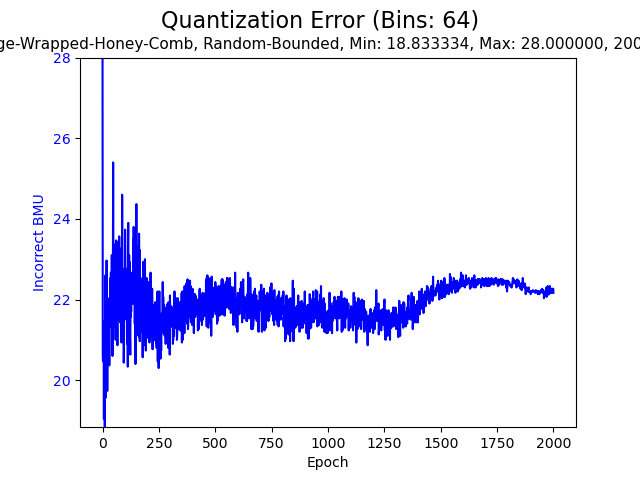 Quantization Error (Bins: 64)
ge-Wrapped-Honey-Comb, Random-Bounded, Min: 18.833334, Max: 28.000000, 200
28
26
24
22
20
Incorrect BMU
0 250 500 750 1000 1250 1500 1750 2000
Epoch